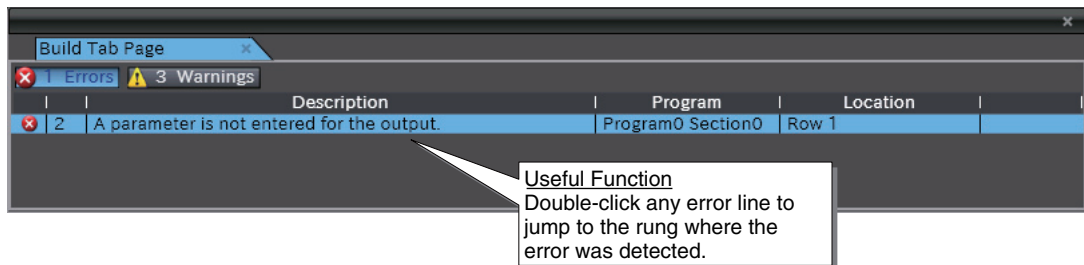 Build Tab Page
1 Errors 3 Warnings
Description Program Location
2 A parameter is not entered for the output. Program0 Section0 Row 1
Useful Function
Double-click any error line to
jump to the rung where the
error was detected.